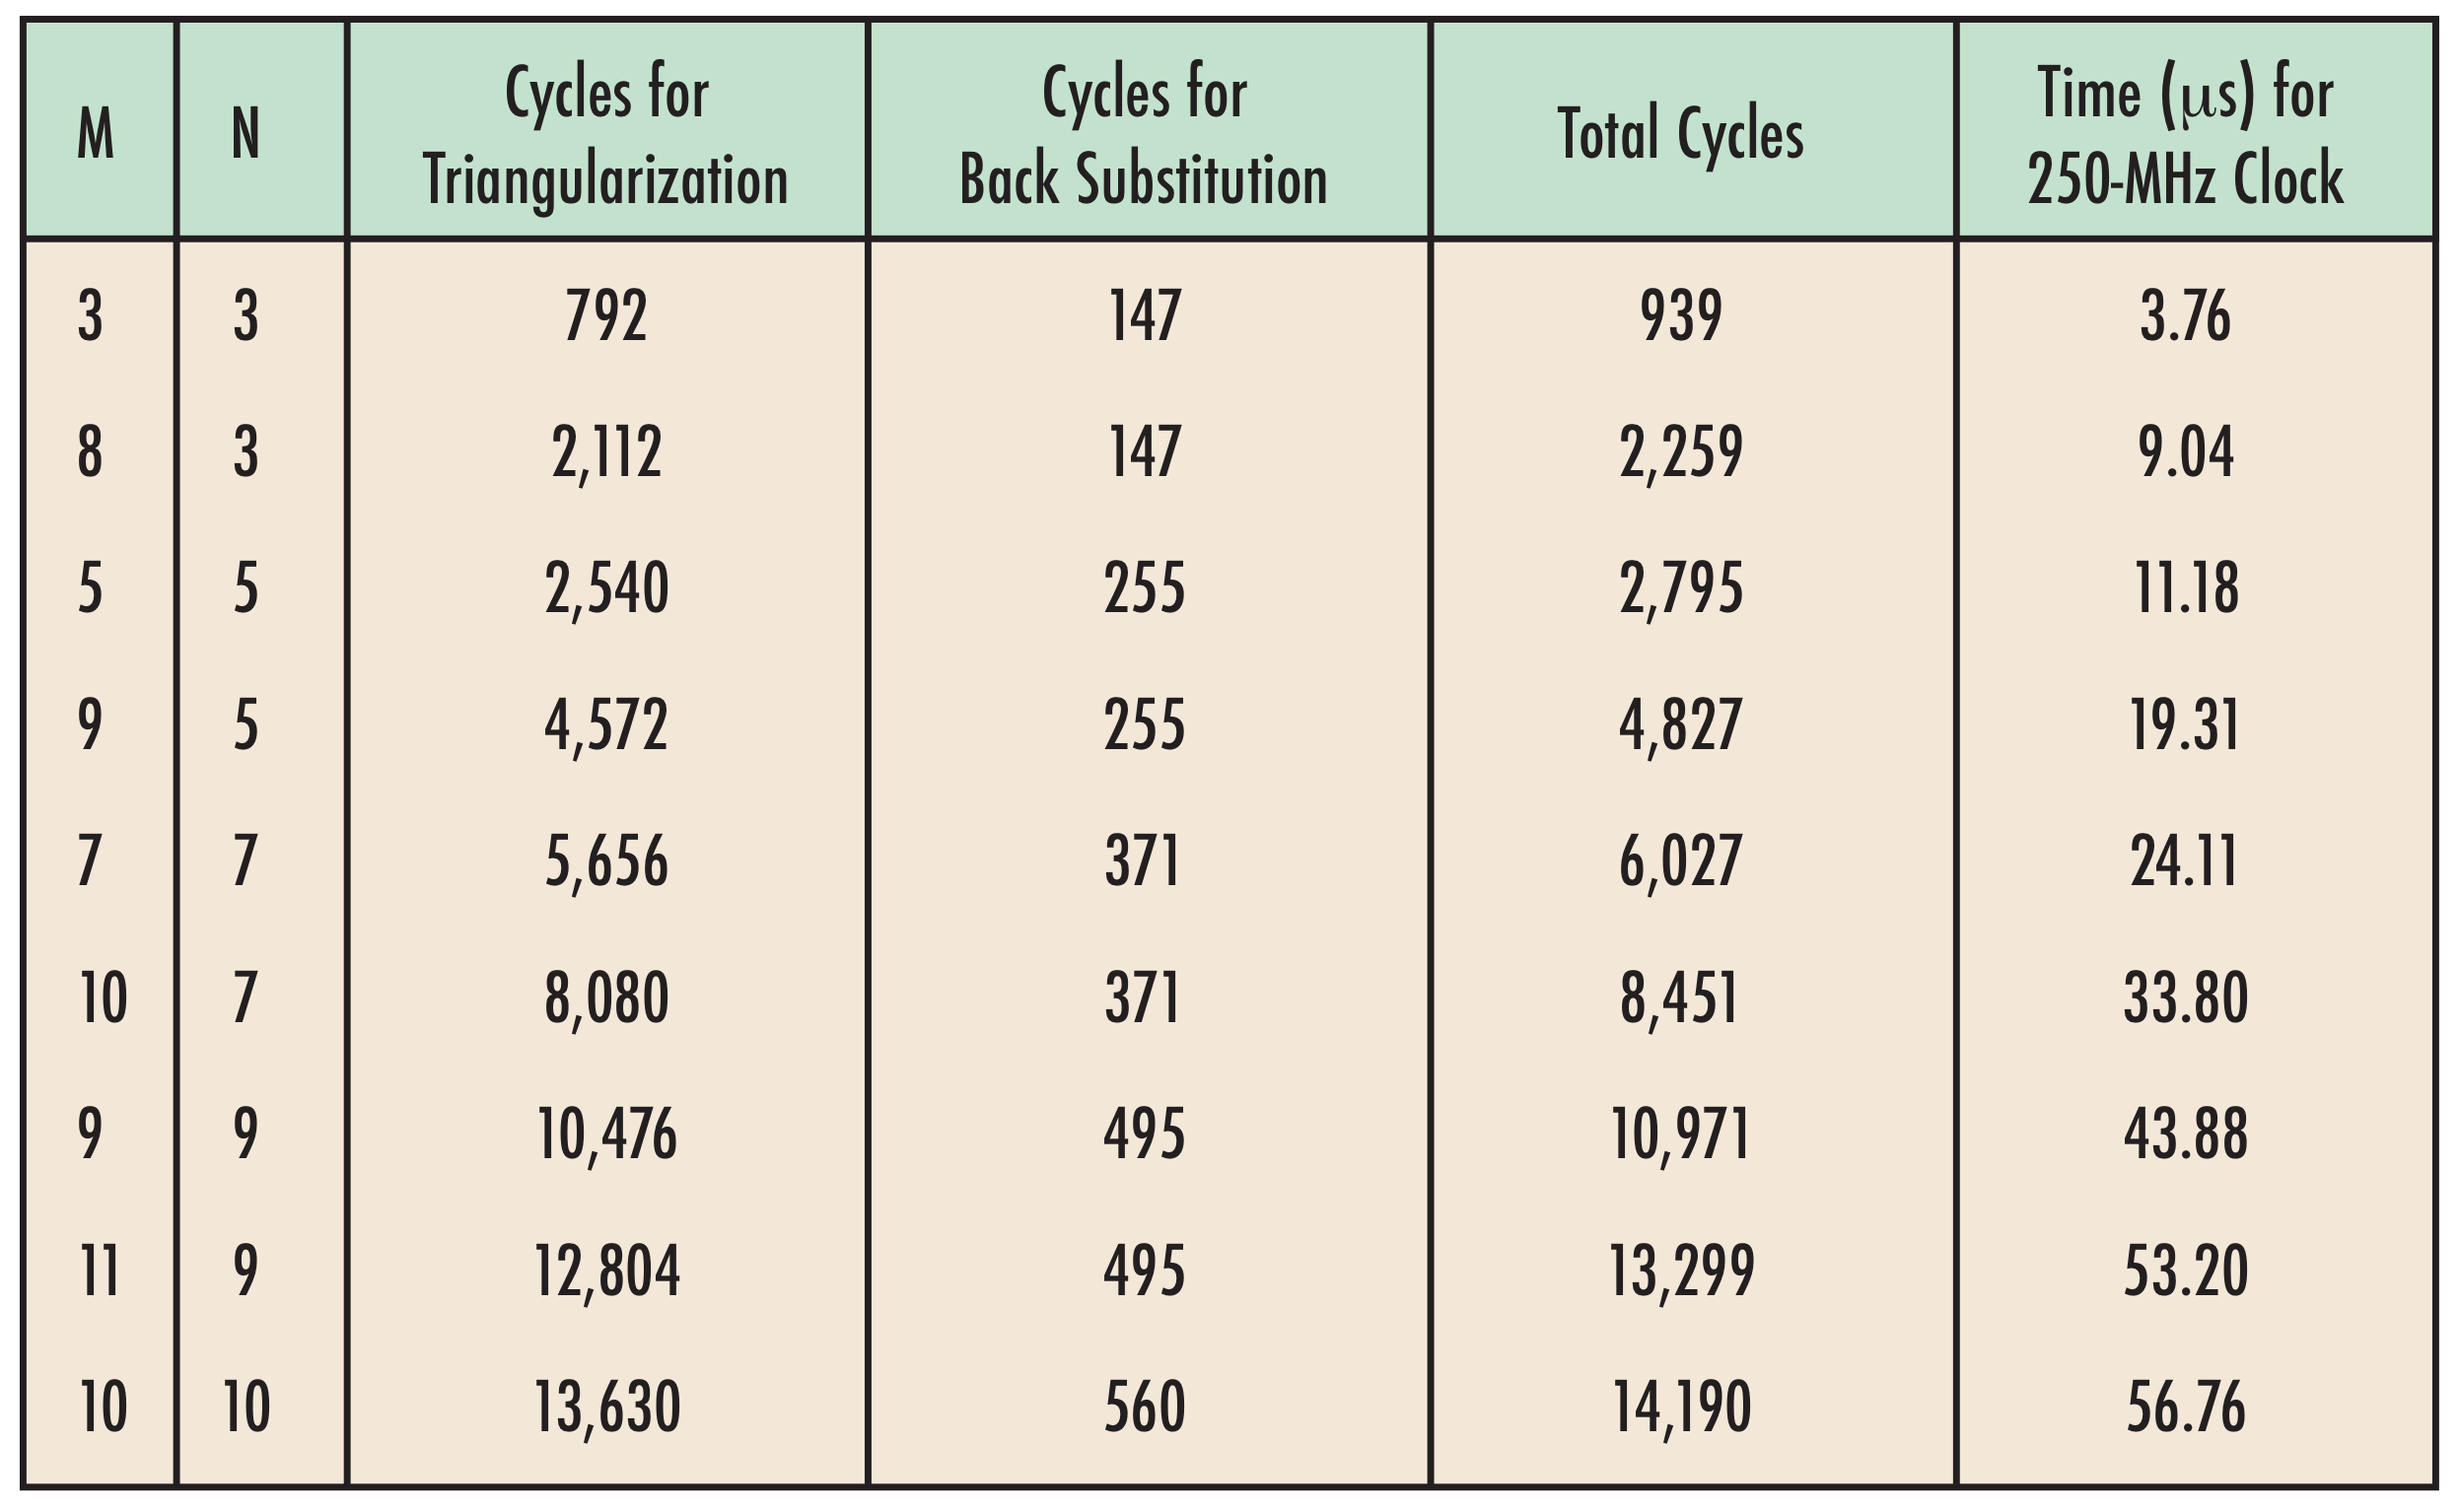 M N Cycles for Triangularization Cycles for Back Substitution Total Cycles Time (μs) for 250-MHz Clock
3 3 792 147 939 3.76
8 3 2,112 147 2,259 9.04
5 5 2,540 255 2,795 11.18
9 5 4,572 255 4,827 19.31
7 7 5,656 371 6,027 24.11
10 7 8,080 371 8,451 33.80
9 9 10,476 495 10,971 43.88
11 9 12,804 495 13,299 53.20
10 10 13,630 560 14,190 56.76